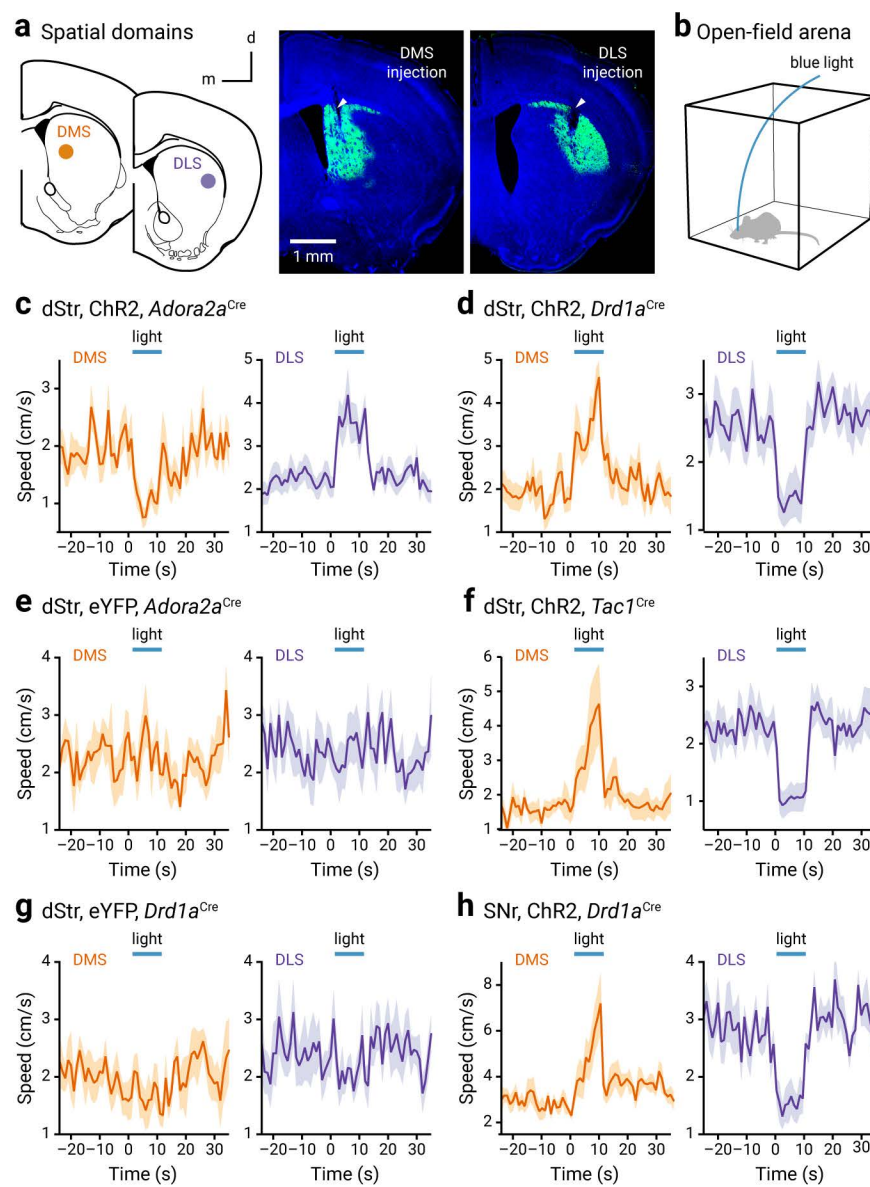 a Spatial domains
d
m
DMS
DLS
DMS injection
1 mm
DLS injection
b Open-field arena
blue light
c dStr, ChR2, Adora2a^Cre
light
DMS
Speed (cm/s)
3
2
1
−20 −10 0 10 20 30
Time (s)
DLS
light
5
4
3
2
1
−20 −10 0 10 20 30
Time (s)
d dStr, ChR2, Drd1a^Cre
light
DMS
Speed (cm/s)
5
4
3
2
1
−20 −10 0 10 20 30
Time (s)
DLS
light
3
2
1
−20 −10 0 10 20 30
Time (s)
e dStr, eYFP, Adora2a^Cre
light
DMS
Speed (cm/s)
4
3
2
1
−20 −10 0 10 20 30
Time (s)
light
DLS
4
3
2
1
−20 −10 0 10 20 30
Time (s)
f dStr, ChR2, Tac1^Cre
light
DMS
Speed (cm/s)
6
5
4
3
2
1
−20 −10 0 10 20 30
Time (s)
light
DLS
3
2
1
−20 −10 0 10 20 30
Time (s)
g dStr, eYFP, Drd1a^Cre
light
DMS
Speed (cm/s)
4
3
2
1
−20 −10 0 10 20 30
Time (s)
light
DLS
4
3
2
1
−20 −10 0 10 20 30
Time (s)
h SNr, ChR2, Drd1a^Cre
light
DMS
Speed (cm/s)
8
6
4
2
−20 −10 0 10 20 30
Time (s)
light
DLS
4
3
2
1
−20 −10 0 10 20 30
Time (s)